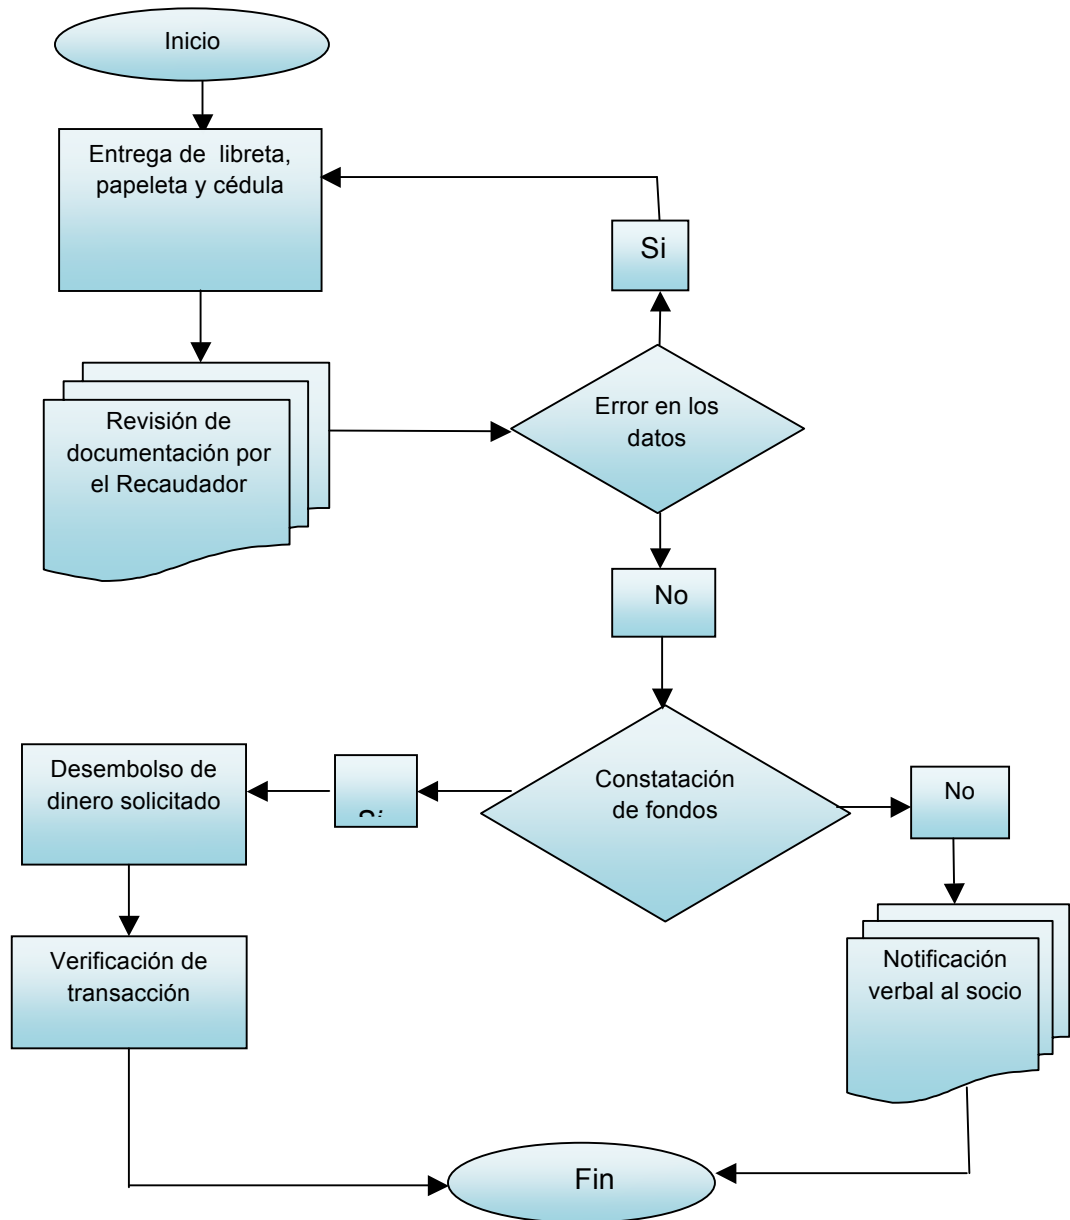 Inicio
Entrega de libreta,
papeleta y cédula
Si
Error en los
datos
Revisión de
documentación por
el Recaudador
No
Constatación
de fondos
Desembolso de
dinero solicitado
No
Verificación de
transacción
Notificación
verbal al socio
Fin